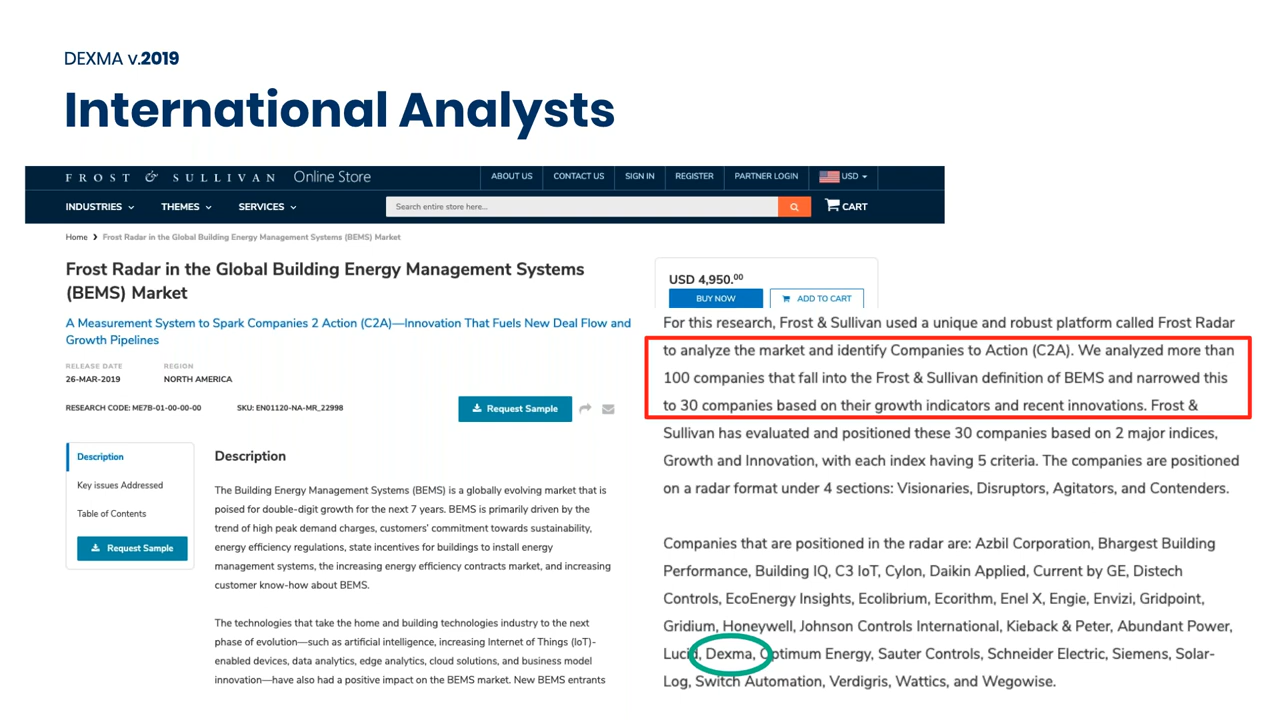 DEXMA v.2019
International Analysts
FROST & SULLIVAN Online Store
ABOUT US
CONTACT US
SIGN IN
REGISTER
PARTNER LOGIN
USD
INDUSTRIES
THEMES
SERVICES
Search entire store here...
CART
Home > Frost Radar in the Global Building Energy Management Systems (BEMS) Market
Frost Radar in the Global Building Energy Management Systems
(BEMS) Market
A Measurement System to Spark Companies 2 Action (C2A)—Innovation That Fuels New Deal Flow and
Growth Pipelines
RELEASE DATE
26-MAR-2019
REGION
NORTH AMERICA
RESEARCH CODE: ME7B-01-00-00-00
SKU: EN01120-NA-MR_22998
Request Sample
Description
Key issues Addressed
Table of Contents
Request Sample
Description
The Building Energy Management Systems (BEMS) is a globally evolving market that is
poised for double-digit growth for the next 7 years. BEMS is primarily driven by the
trend of high peak demand charges, customers' commitment towards sustainability,
energy efficiency regulations, state incentives for buildings to install energy
management systems, the increasing energy efficiency contracts market, and increasing
customer know-how about BEMS.
The technologies that take the home and building technologies industry to the next
phase of evolution—such as artificial intelligence, increasing Internet of Things (IoT)-
enabled devices, data analytics, edge analytics, cloud solutions, and business model
innovation—have also had a positive impact on the BEMS market. New BEMS entrants
USD 4,950.00
BUY NOW
ADD TO CART
For this research, Frost & Sullivan used a unique and robust platform called Frost Radar
to analyze the market and identify Companies to Action (C2A). We analyzed more than
100 companies that fall into the Frost & Sullivan definition of BEMS and narrowed this
to 30 companies based on their growth indicators and recent innovations. Frost &
Sullivan has evaluated and positioned these 30 companies based on 2 major indices,
Growth and Innovation, with each index having 5 criteria. The companies are positioned
on a radar format under 4 sections: Visionaries, Disruptors, Agitators, and Contenders.
Companies that are positioned in the radar are: Azbil Corporation, Bhargest Building
Performance, Building IQ, C3 IoT, Cylon, Daikin Applied, Current by GE, Distech
Controls, EcoEnergy Insights, Ecolibrium, Ecorithm, Enel X, Engie, Envizi, Gridpoint,
Gridium, Honeywell, Johnson Controls International, Kieback & Peter, Abundant Power,
Lucid, Dexma, Optimum Energy, Sauter Controls, Schneider Electric, Siemens, Solar-
Log, Switch Automation, Verdigris, Wattics, and Wegowise.